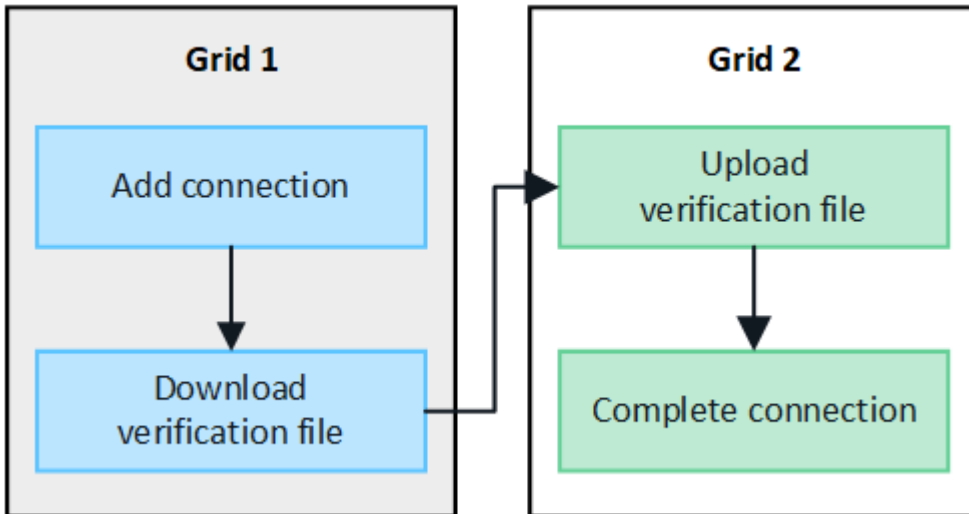 Grid 1
Add connection
Download
verification file
Grid 2
Upload
verification file
Complete connection